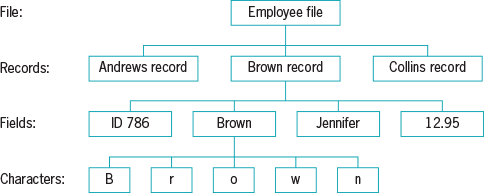 File: Employee file
Records: Andrews record Brown record Collins record
Fields: ID 786 Brown Jennifer 12.95
Characters: B r o w n